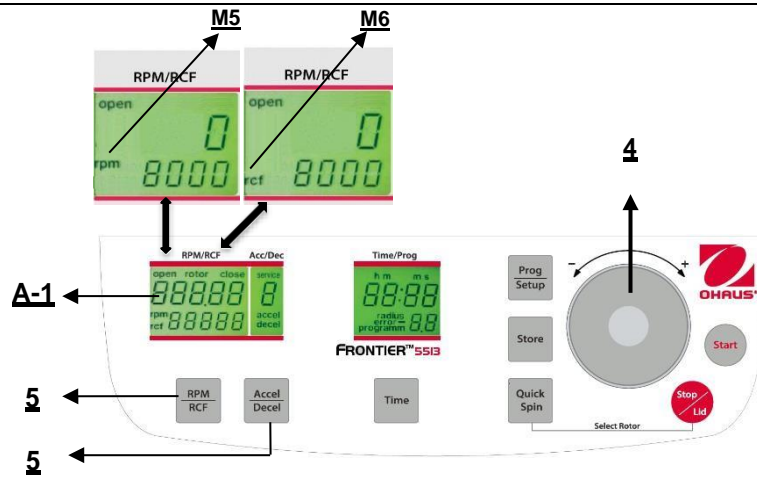 M5
M6
RPM/RCF
open
0
rpm 8000
RPM/RCF
open
0
rcf 8000
4
RPM/RCF Acc/Dec
open rotor close service
888.88 8
rpm
rcf 88888
accel
decel
Time/Prog
h m m s
88:88
radius
error/—
programm 8.8
FRONTIER™ 5513
A-1
Prog
Setup
- +
OHAUS®
Store
Start
5
RPM
RCF
Accel
Decel
Time
Quick
Spin
Stop
Lid
Select Rotor
5